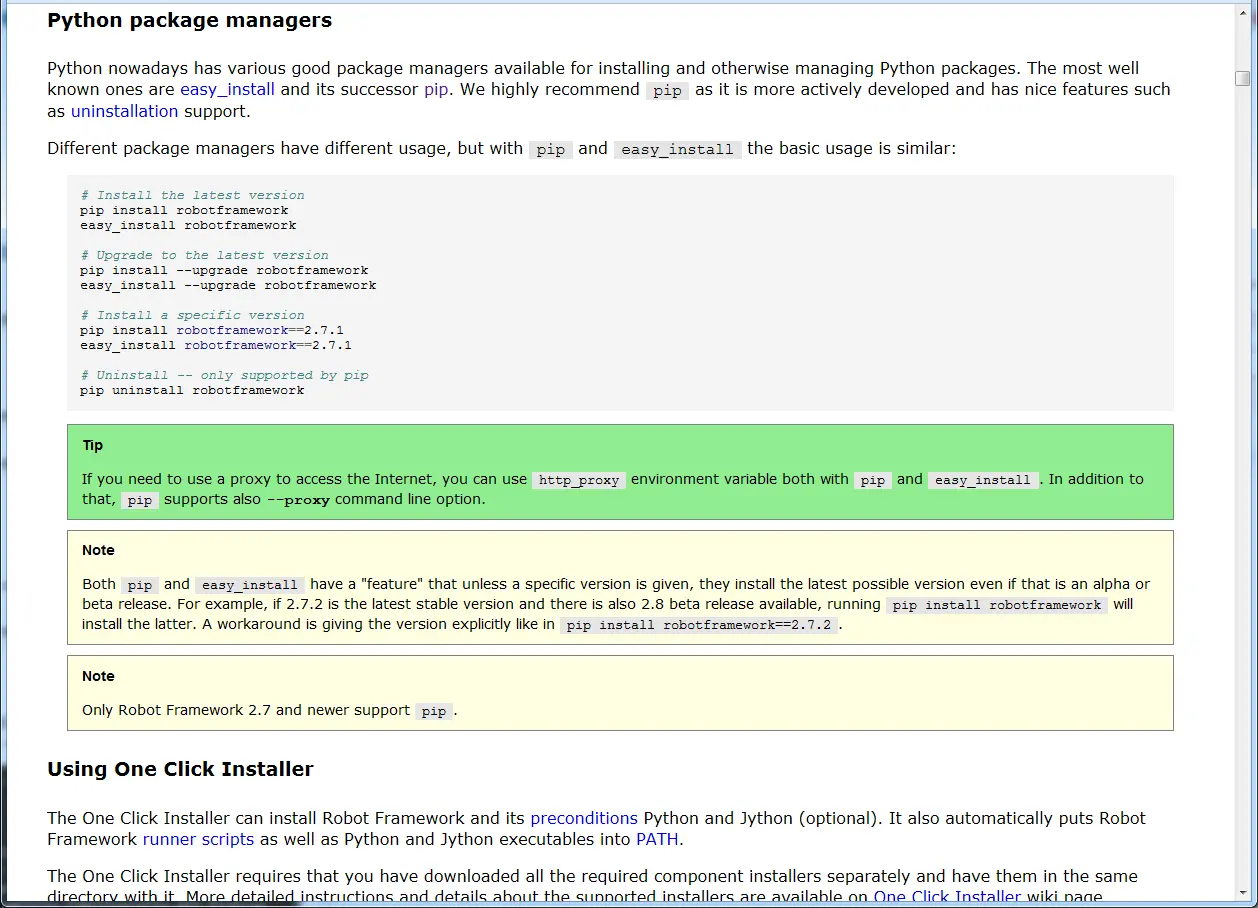 Python package managers
Python nowadays has various good package managers available for installing and otherwise managing Python packages. The most well
known ones are easy_install and its successor pip. We highly recommend pip as it is more actively developed and has nice features such
as uninstallation support.
Different package managers have different usage, but with pip and easy_install the basic usage is similar:
# Install the latest version
pip install robotframework
easy_install robotframework
# Upgrade to the latest version
pip install --upgrade robotframework
easy_install --upgrade robotframework
# Install a specific version
pip install robotframework==2.7.1
easy_install robotframework==2.7.1
# Uninstall -- only supported by pip
pip uninstall robotframework
Tip
If you need to use a proxy to access the Internet, you can use http_proxy environment variable both with pip and easy_install. In addition to
that, pip supports also --proxy command line option.
Note
Both pip and easy_install have a "feature" that unless a specific version is given, they install the latest possible version even if that is an alpha or
beta release. For example, if 2.7.2 is the latest stable version and there is also 2.8 beta release available, running pip install robotframework will
install the latter. A workaround is giving the version explicitly like in pip install robotframework==2.7.2.
Note
Only Robot Framework 2.7 and newer support pip.
Using One Click Installer
The One Click Installer can install Robot Framework and its preconditions Python and Jython (optional). It also automatically puts Robot
Framework runner scripts as well as Python and Jython executables into PATH.
The One Click Installer requires that you have downloaded all the required component installers separately and have them in the same
directory with it. More detailed instructions and details about the supported installers are available on One Click Installer wiki page.